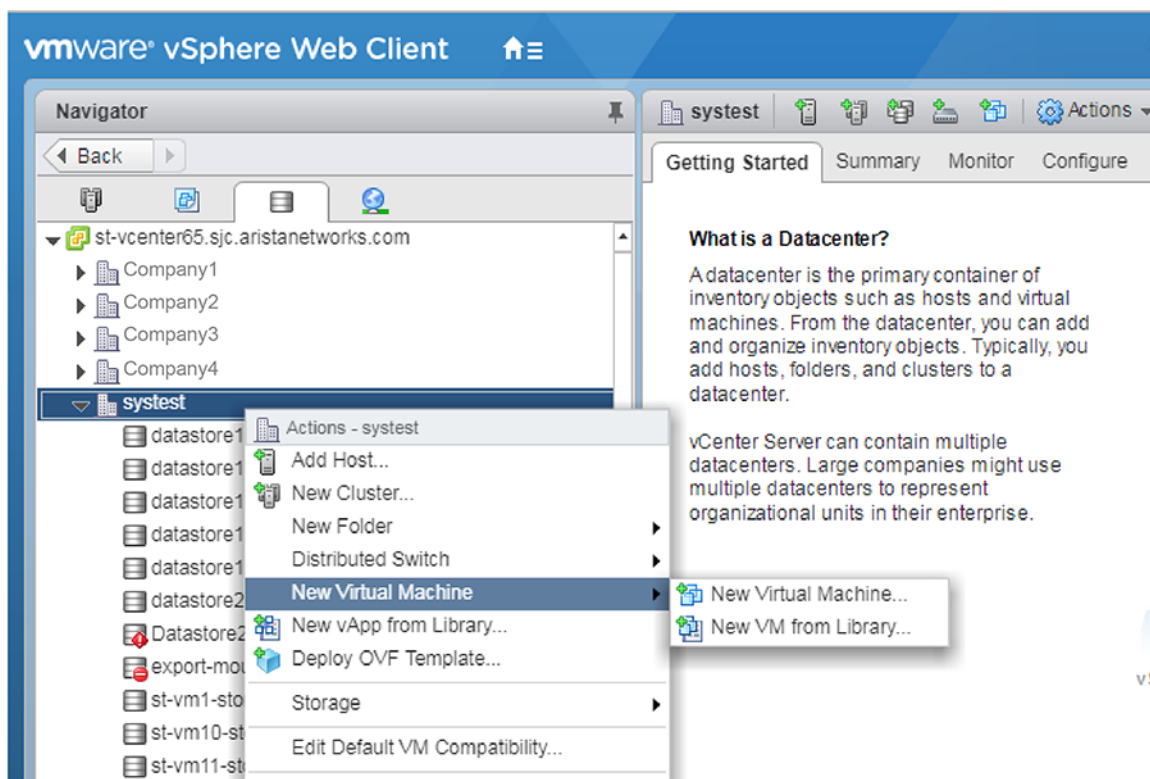 vmware® vSphere Web Client
Navigator
Back
st-vcenter65.sjc.aristanetworks.com
Company1
Company2
Company3
Company4
systest
datastore1
datastore1
datastore1
datastore1
datastore1
datastore2
Datastore2
export-mou
st-vm1-sto
st-vm10-st
st-vm11-st
Actions - systest
Add Host...
New Cluster...
New Folder
Distributed Switch
New Virtual Machine
New vApp from Library...
Deploy OVF Template...
Storage
Edit Default VM Compatibility...
New Virtual Machine...
New VM from Library...
systest
Actions
Getting Started
Summary
Monitor
Configure
What is a Datacenter?
A datacenter is the primary container of
inventory objects such as hosts and virtual
machines. From the datacenter, you can add
and organize inventory objects. Typically, you
add hosts, folders, and clusters to a
datacenter.
vCenter Server can contain multiple
datacenters. Large companies might use
multiple datacenters to represent
organizational units in their enterprise.